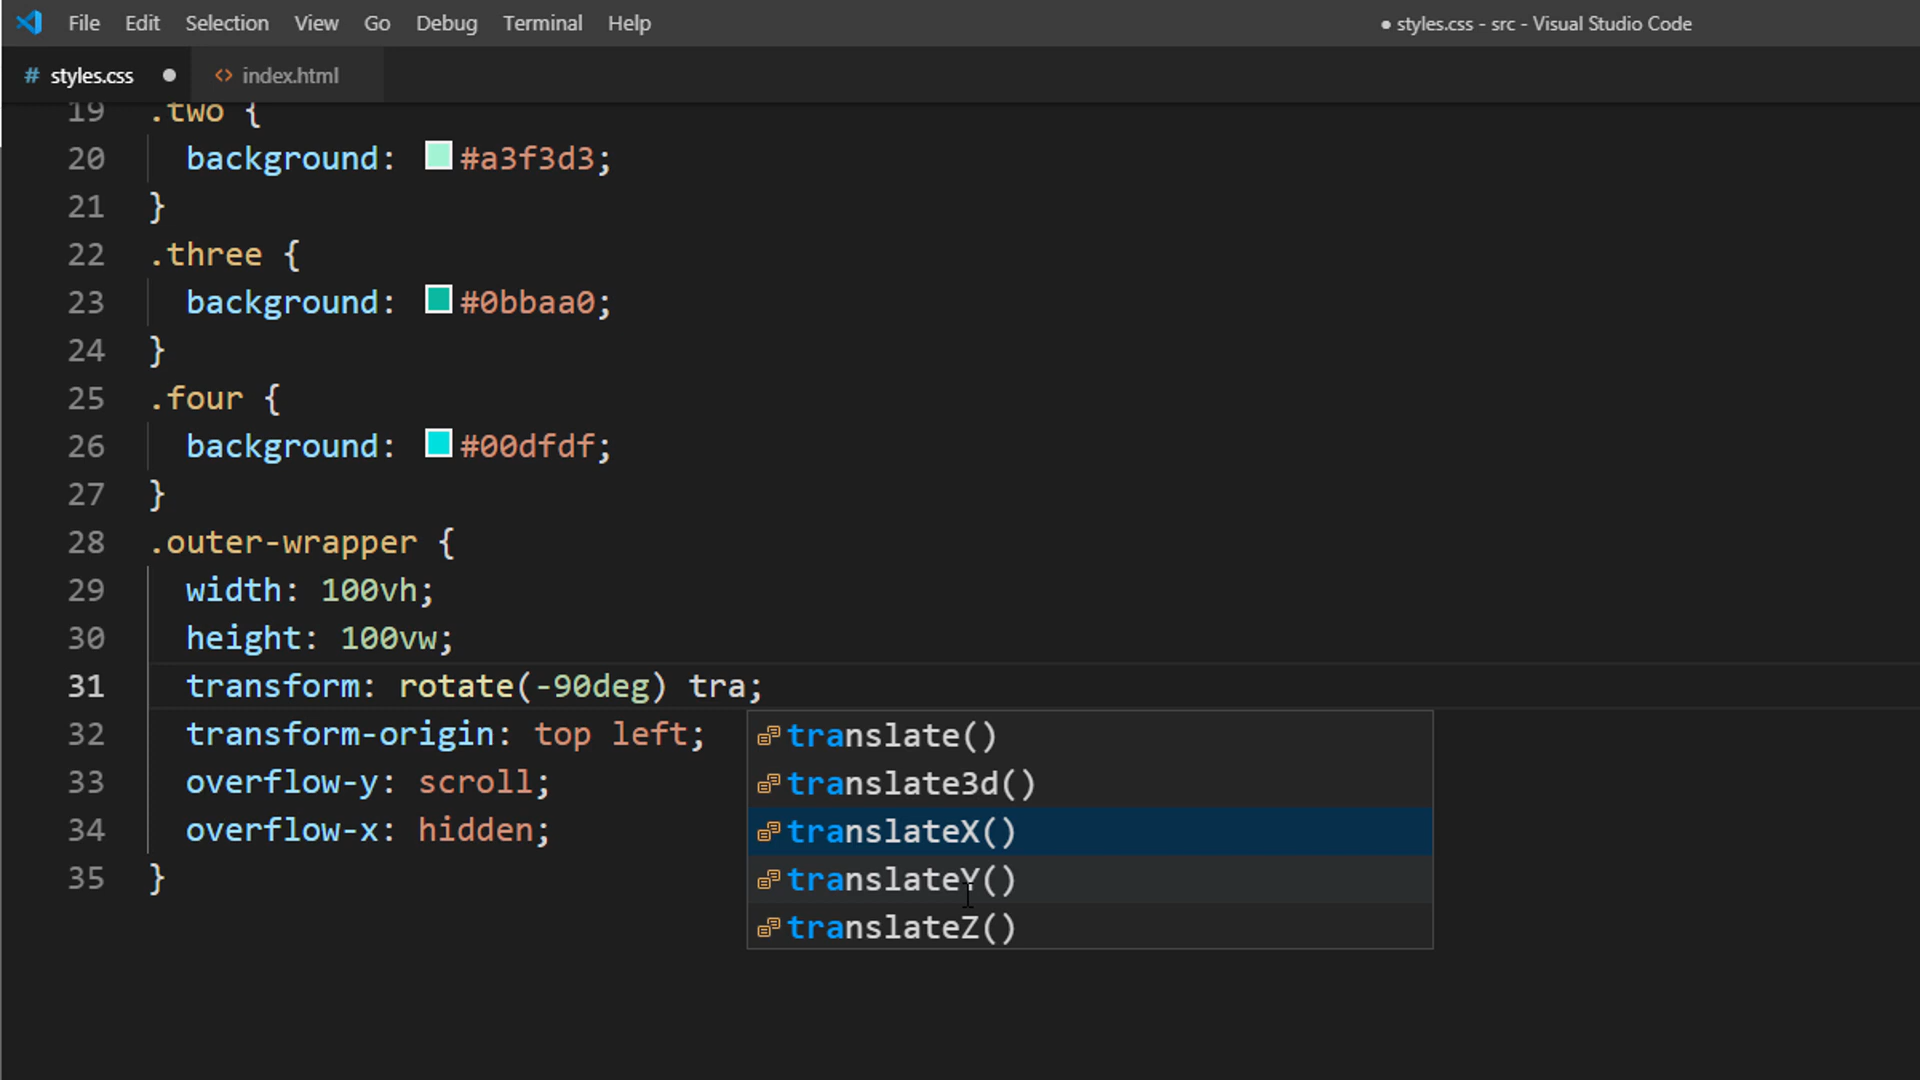 File Edit Selection View Go Debug Terminal Help ● styles.css - src - Visual Studio Code
# styles.css ● <> index.html
19 .two {
20 background: #a3f3d3;
21 }
22 .three {
23 background: #0bbaa0;
24 }
25 .four {
26 background: #00dfdf;
27 }
28 .outer-wrapper {
29 width: 100vh;
30 height: 100vw;
31 transform: rotate(-90deg) tra;
32 transform-origin: top left;
translate()
33 overflow-y: scroll;
translate3d()
34 overflow-x: hidden;
translateX()
35 }
translateY()
translateZ()